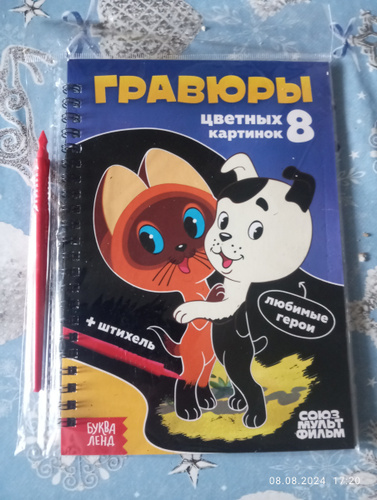 ГРАВЮРЫ
цветных
картинок 8
любимые
герои
+ штихель
БУКВА
ЛЕНД
СОЮЗ
МУЛЬТ
ФИЛЬМ
08.08.2024 17:20